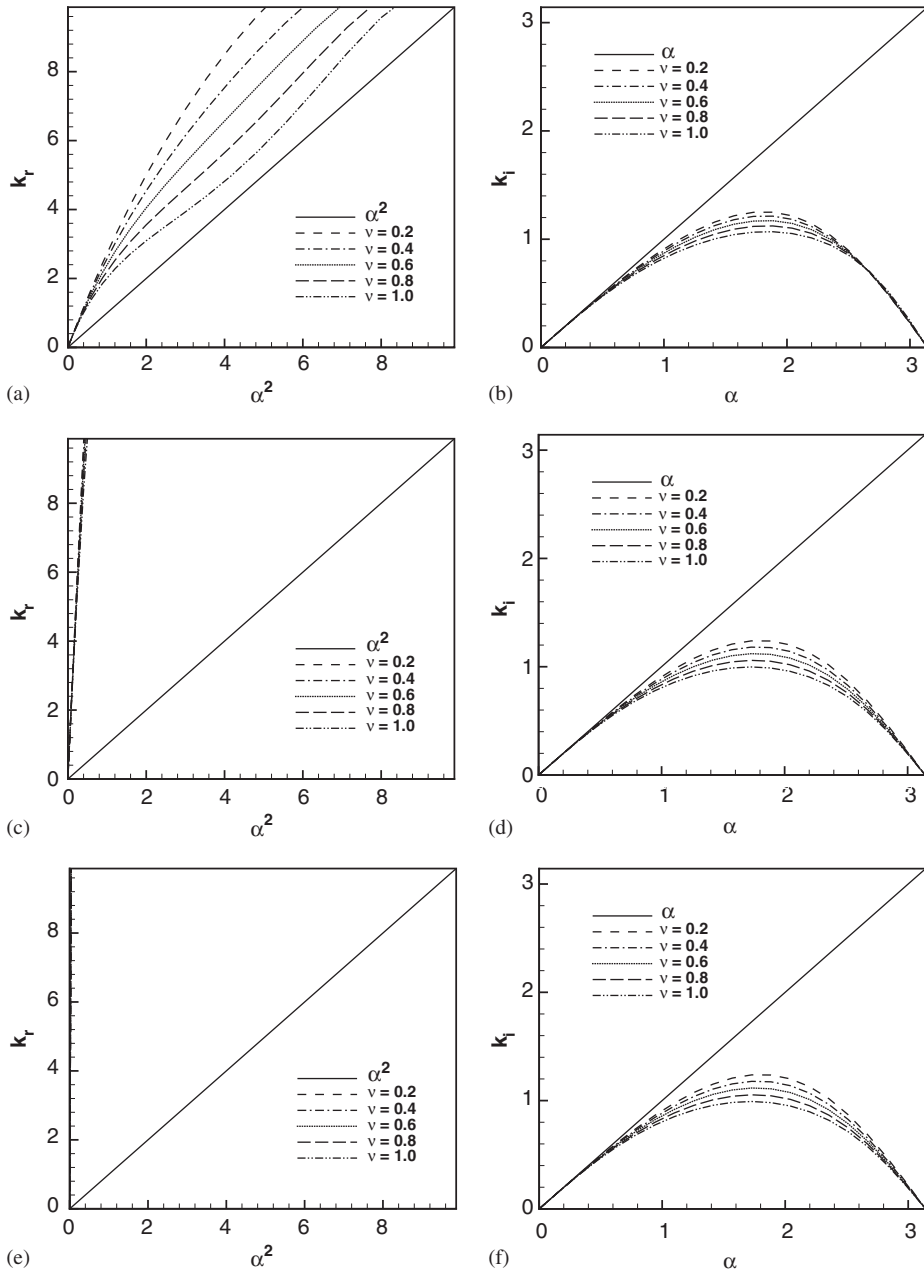 8
6
4
2
0
k_r
α²
ν = 0.2
ν = 0.4
ν = 0.6
ν = 0.8
ν = 1.0
0 2 4 6 8
α²
(a)
3
2
1
0
k_i
α
ν = 0.2
ν = 0.4
ν = 0.6
ν = 0.8
ν = 1.0
0 1 2 3
α
(b)
8
6
4
2
0
k_r
α²
ν = 0.2
ν = 0.4
ν = 0.6
ν = 0.8
ν = 1.0
0 2 4 6 8
α²
(c)
3
2
1
0
k_i
α
ν = 0.2
ν = 0.4
ν = 0.6
ν = 0.8
ν = 1.0
0 1 2 3
α
(d)
8
6
4
2
0
k_r
α²
ν = 0.2
ν = 0.4
ν = 0.6
ν = 0.8
ν = 1.0
0 2 4 6 8
α²
(e)
3
2
1
0
k_i
α
ν = 0.2
ν = 0.4
ν = 0.6
ν = 0.8
ν = 1.0
0 1 2 3
α
(f)